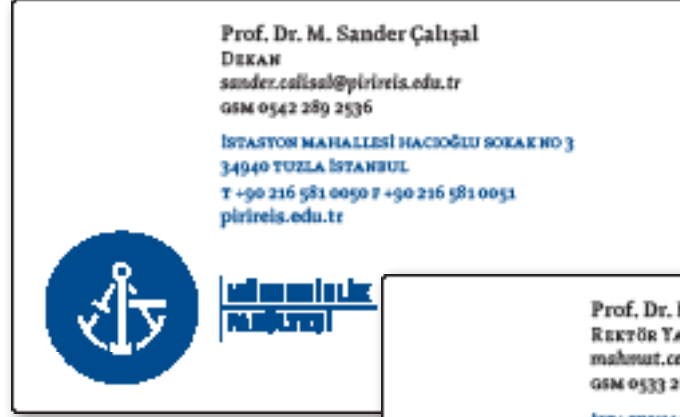 Prof. Dr. M. Sander Çalışal
Dekan
sander.calisal@pirireis.edu.tr
GSM 0542 289 2536
İSTASYON MAHALLESİ HACIOĞLU SOKAK NO 3
34940 TUZLA İSTANBUL
T +90 216 581 0050 F +90 216 581 0051
pirireis.edu.tr
Prof. Dr.
Rektör
GSM 0533